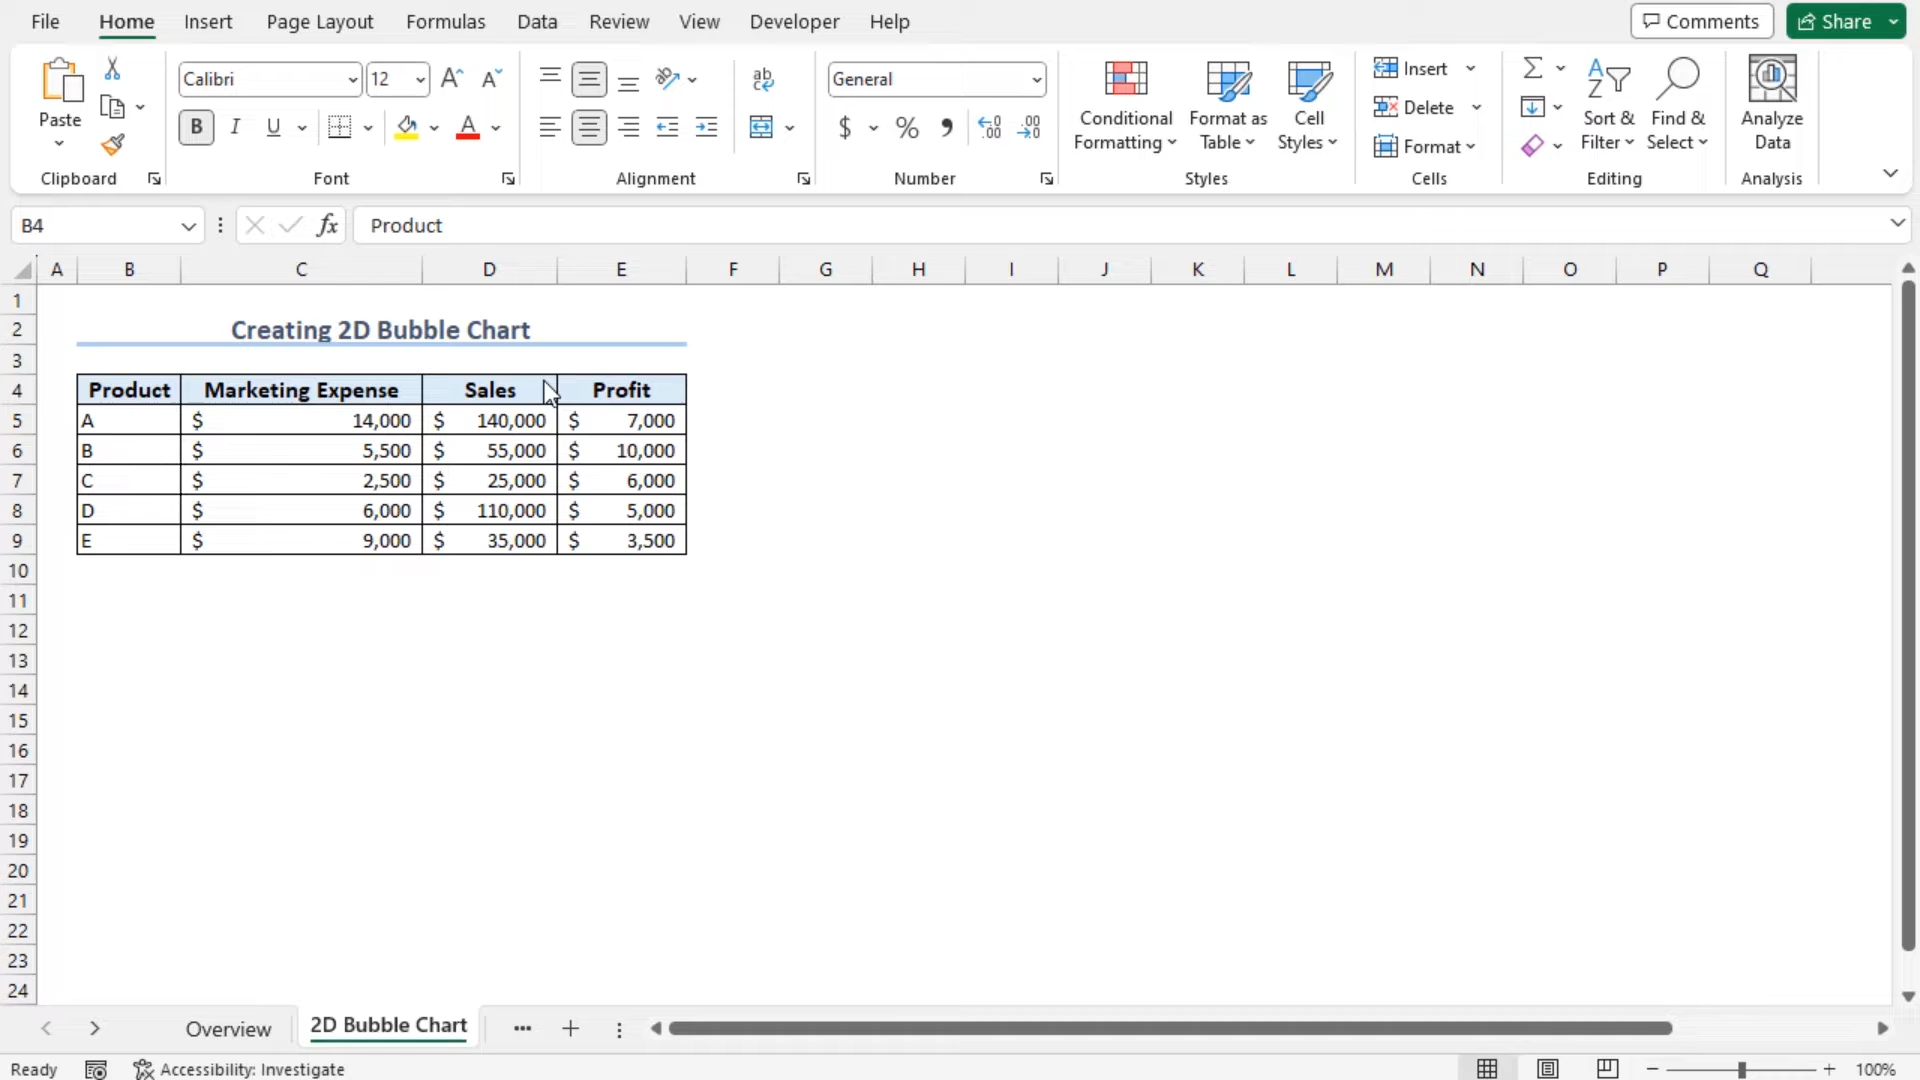 File Home Insert Page Layout Formulas Data Review View Developer Help Comments Share
Calibri 12 General
Paste
B I U
ab
$ % ,
Conditional Formatting
Format as Table
Cell Styles
Insert
Delete
Format
Sort & Filter
Find & Select
Analyze Data
Clipboard Font Alignment Number Styles Cells Editing Analysis
B4 fx Product
A B C D E F G H I J K L M N O P Q
1
2 Creating 2D Bubble Chart
3
4 Product Marketing Expense Sales Profit
5 A $ 14,000 $ 140,000 $ 7,000
6 B $ 5,500 $ 55,000 $ 10,000
7 C $ 2,500 $ 25,000 $ 6,000
8 D $ 6,000 $ 110,000 $ 5,000
9 E $ 9,000 $ 35,000 $ 3,500
10
11
12
13
14
15
16
17
18
19
20
21
22
23
24
Overview 2D Bubble Chart
Ready Accessibility: Investigate 100%